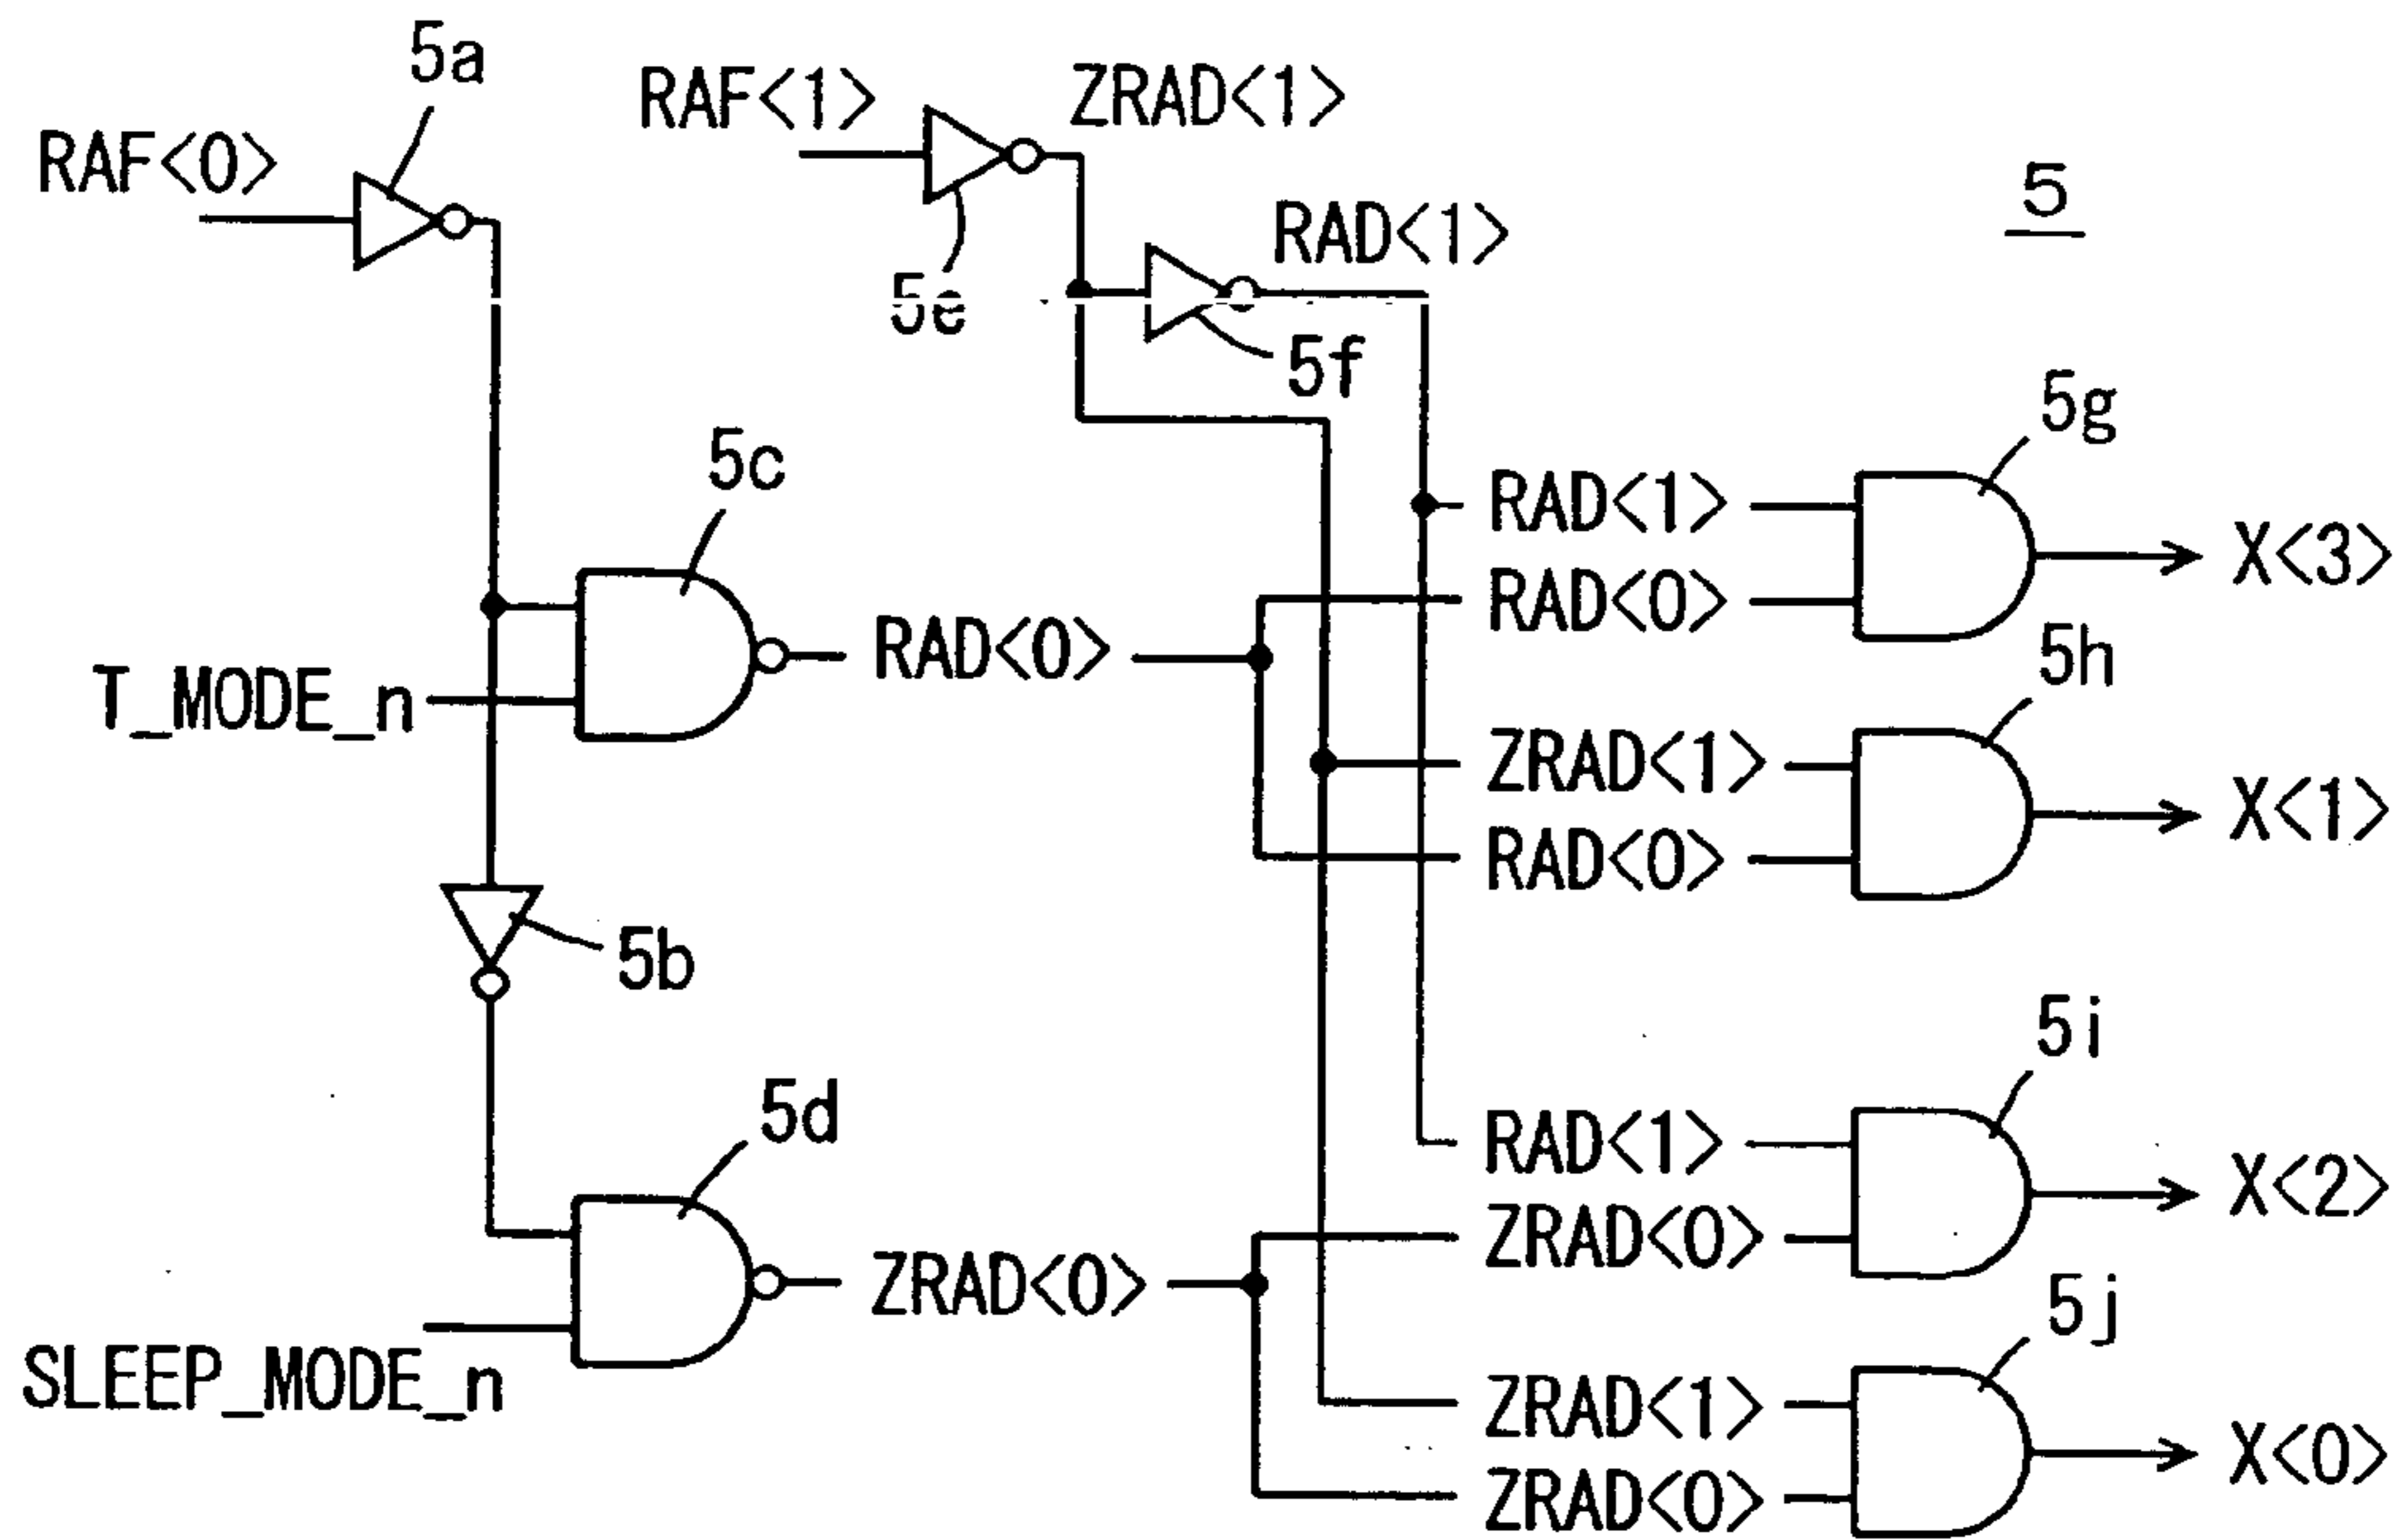 5a
RAF<0>
RAF<1>
ZRAD<1>
5
5e
RAD<1>
5f
5g
5c
RAD<1>
X<3>
RAD<0>
RAD<0>
5h
T_MODE_n
ZRAD<1>
X<1>
RAD<0>
5b
5i
5d
RAD<1>
X<2>
ZRAD<0>
ZRAD<0>
5j
SLEEP_MODE_n
ZRAD<1>
X<0>
ZRAD<0>